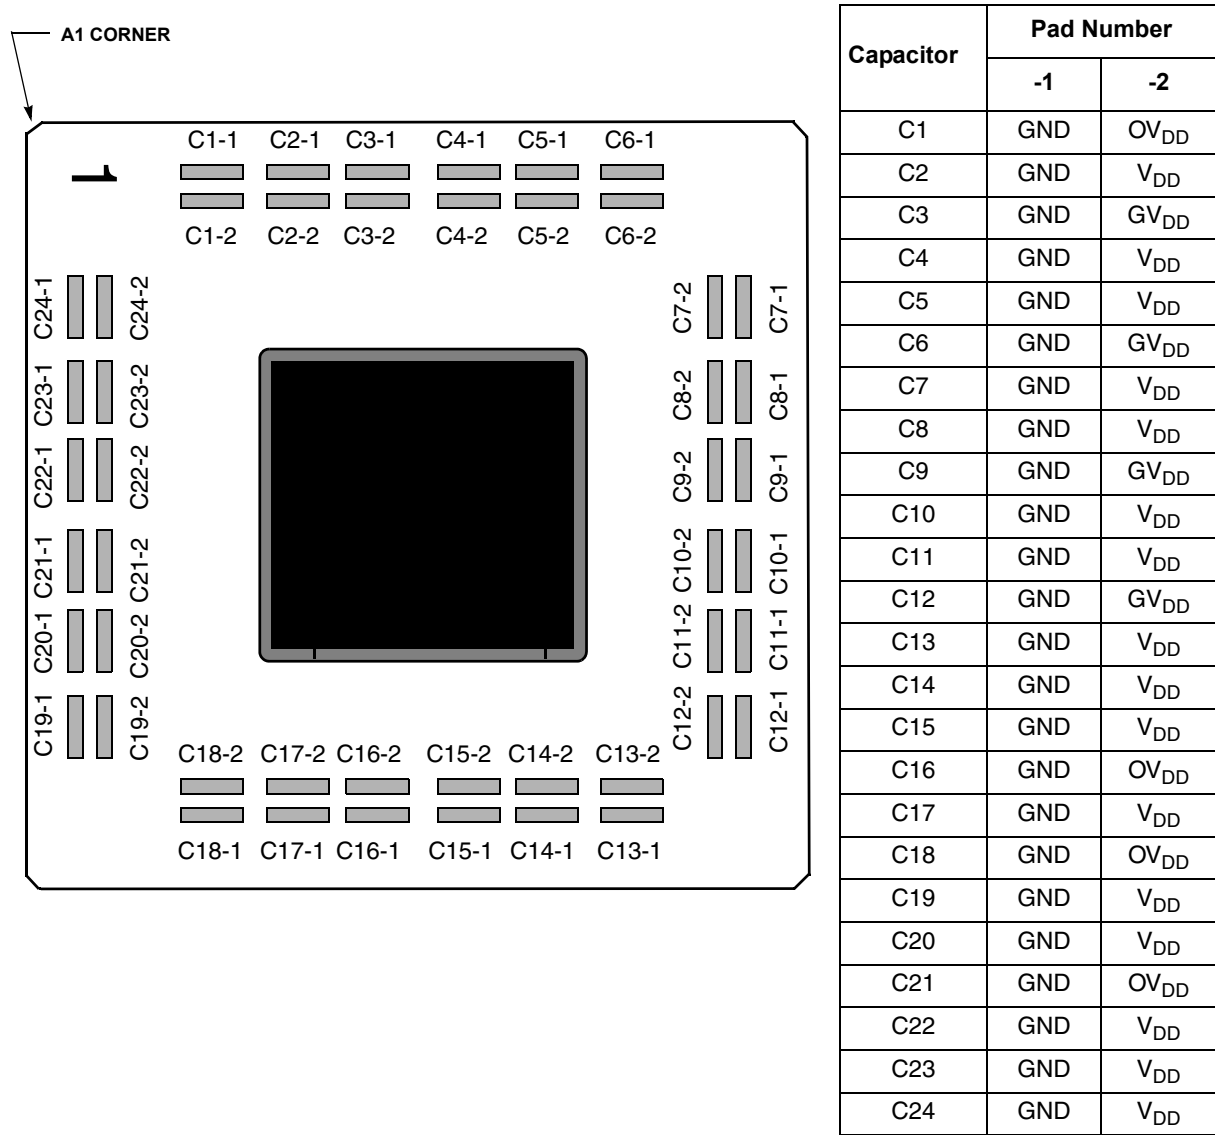 A1 CORNER
1
C1-1 C2-1 C3-1 C4-1 C5-1 C6-1
C1-2 C2-2 C3-2 C4-2 C5-2 C6-2
C24-1 C24-2 C7-2 C7-1
C23-1 C23-2 C8-2 C8-1
C22-1 C22-2 C9-2 C9-1
C21-1 C21-2 C10-2 C10-1
C20-1 C20-2 C11-2 C11-1
C19-1 C19-2 C12-2 C12-1
C18-2 C17-2 C16-2 C15-2 C14-2 C13-2
C18-1 C17-1 C16-1 C15-1 C14-1 C13-1
Capacitor Pad Number
-1 -2
C1 GND OVDD
C2 GND VDD
C3 GND GVDD
C4 GND VDD
C5 GND VDD
C6 GND GVDD
C7 GND VDD
C8 GND VDD
C9 GND GVDD
C10 GND VDD
C11 GND VDD
C12 GND GVDD
C13 GND VDD
C14 GND VDD
C15 GND VDD
C16 GND OVDD
C17 GND VDD
C18 GND OVDD
C19 GND VDD
C20 GND VDD
C21 GND OVDD
C22 GND VDD
C23 GND VDD
C24 GND VDD